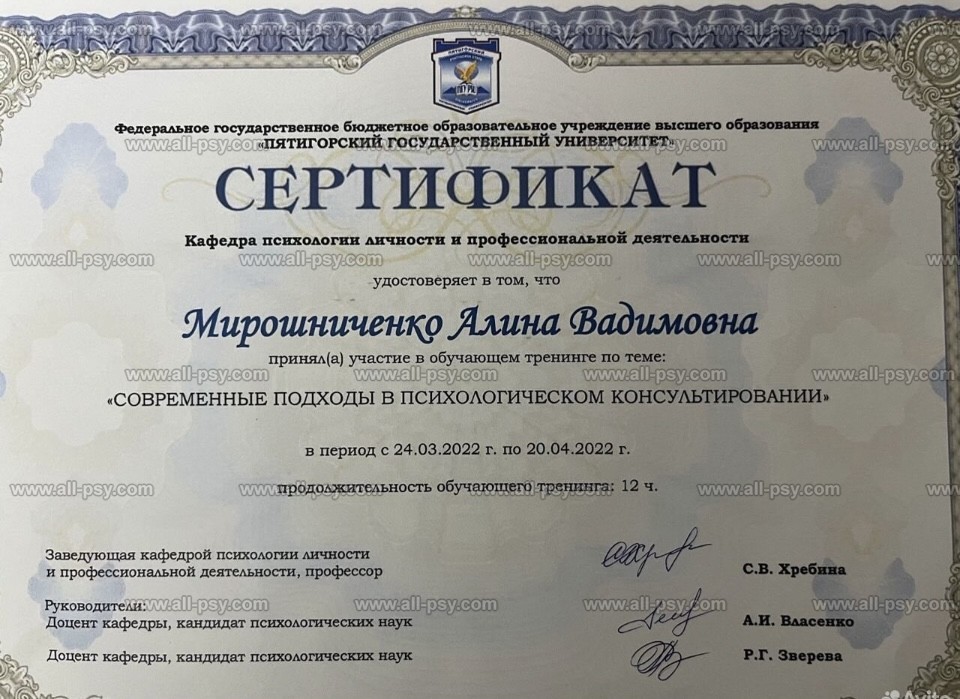 ПЯТИГОРСКИЙ
ПГУ
Федеральное государственное бюджетное образовательное учреждение высшего образования
«ПЯТИГОРСКИЙ ГОСУДАРСТВЕННЫЙ УНИВЕРСИТЕТ»
СЕРТИФИКАТ
Кафедра психологии личности и профессиональной деятельности
удостоверяет в том, что
Мирошниченко Алина Вадимовна
принял(а) участие в обучающем тренинге по теме:
«СОВРЕМЕННЫЕ ПОДХОДЫ В ПСИХОЛОГИЧЕСКОМ КОНСУЛЬТИРОВАНИИ»
в период с 24.03.2022 г. по 20.04.2022 г.
продолжительность обучающего тренинга: 12 ч.
Заведующая кафедрой психологии личности
и профессиональной деятельности, профессор
С.В. Хребина
Руководители:
Доцент кафедры, кандидат психологических наук
А.И. Власенко
Доцент кафедры, кандидат психологических наук
Р.Г. Зверева
www.all-psy.com
Avito